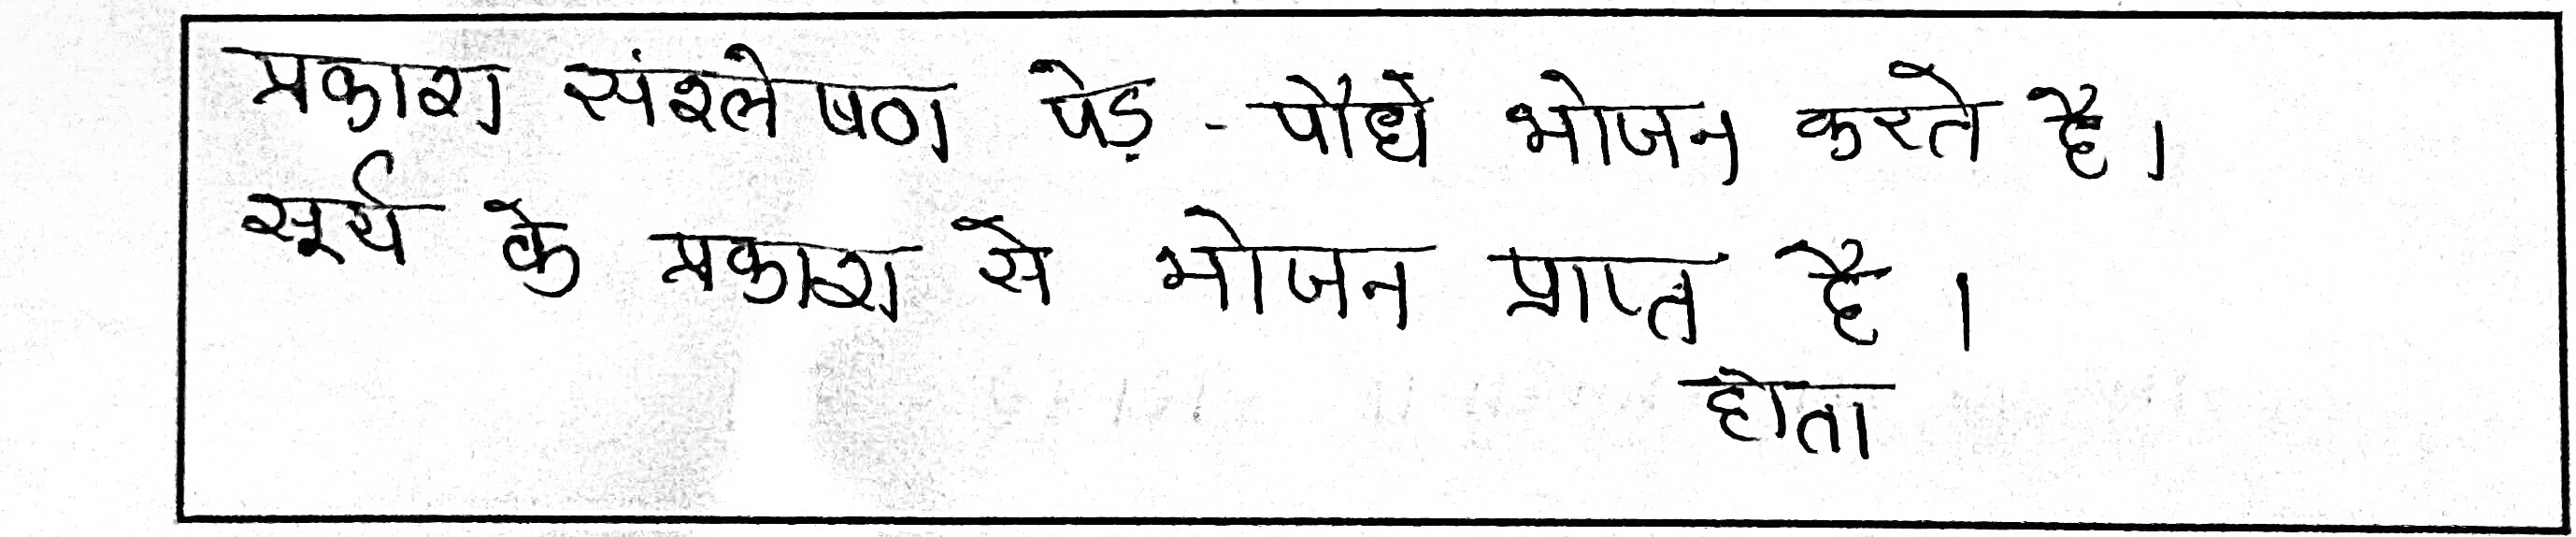 प्रकाश संश्लेषण पेड़ - पौधे भोजन करते है।
सूर्य के प्रकाश से भोजन प्राप्त है।
होता